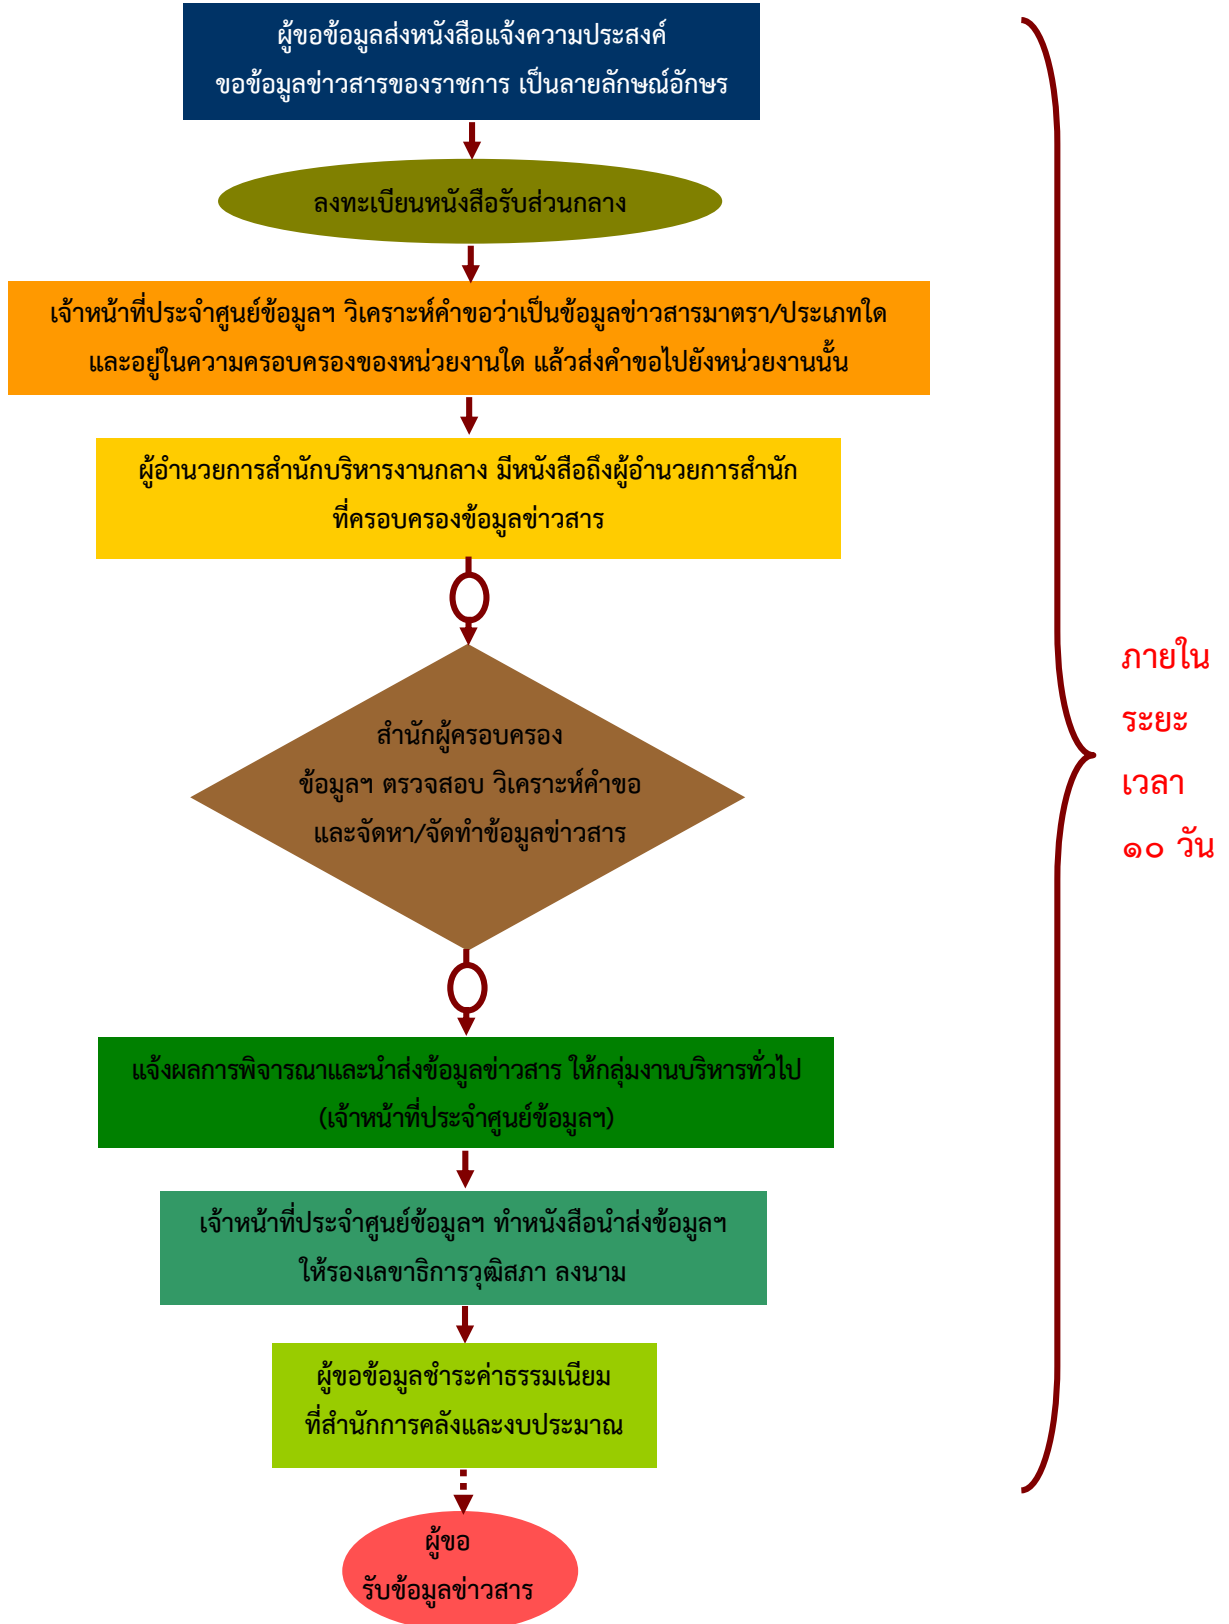 ผู้ขอข้อมูลส่งหนังสือแจ้งความประสงค์
ขอข้อมูลข่าวสารของราชการ เป็นลายลักษณ์อักษร
ลงทะเบียนหนังสือรับส่วนกลาง
เจ้าหน้าที่ประจำศูนย์ข้อมูลฯ วิเคราะห์คำขอว่าเป็นข้อมูลข่าวสารมาตรา/ประเภทใด
และอยู่ในความครอบครองของหน่วยงานใด แล้วส่งคำขอไปยังหน่วยงานนั้น
ผู้อำนวยการสำนักบริหารงานกลาง มีหนังสือถึงผู้อำนวยการสำนัก
ที่ครอบครองข้อมูลข่าวสาร
สำนักผู้ครอบครอง
ข้อมูลฯ ตรวจสอบ วิเคราะห์คำขอ
และจัดหา/จัดทำข้อมูลข่าวสาร
แจ้งผลการพิจารณาและนำส่งข้อมูลข่าวสาร ให้กลุ่มงานบริหารทั่วไป
(เจ้าหน้าที่ประจำศูนย์ข้อมูลฯ)
เจ้าหน้าที่ประจำศูนย์ข้อมูลฯ ทำหนังสือนำส่งข้อมูลฯ
ให้รองเลขาธิการวุฒิสภา ลงนาม
ผู้ขอข้อมูลชำระค่าธรรมเนียม
ที่สำนักการคลังและงบประมาณ
ผู้ขอ
รับข้อมูลข่าวสาร
ภายใน
ระยะ
เวลา
๑๐ วัน